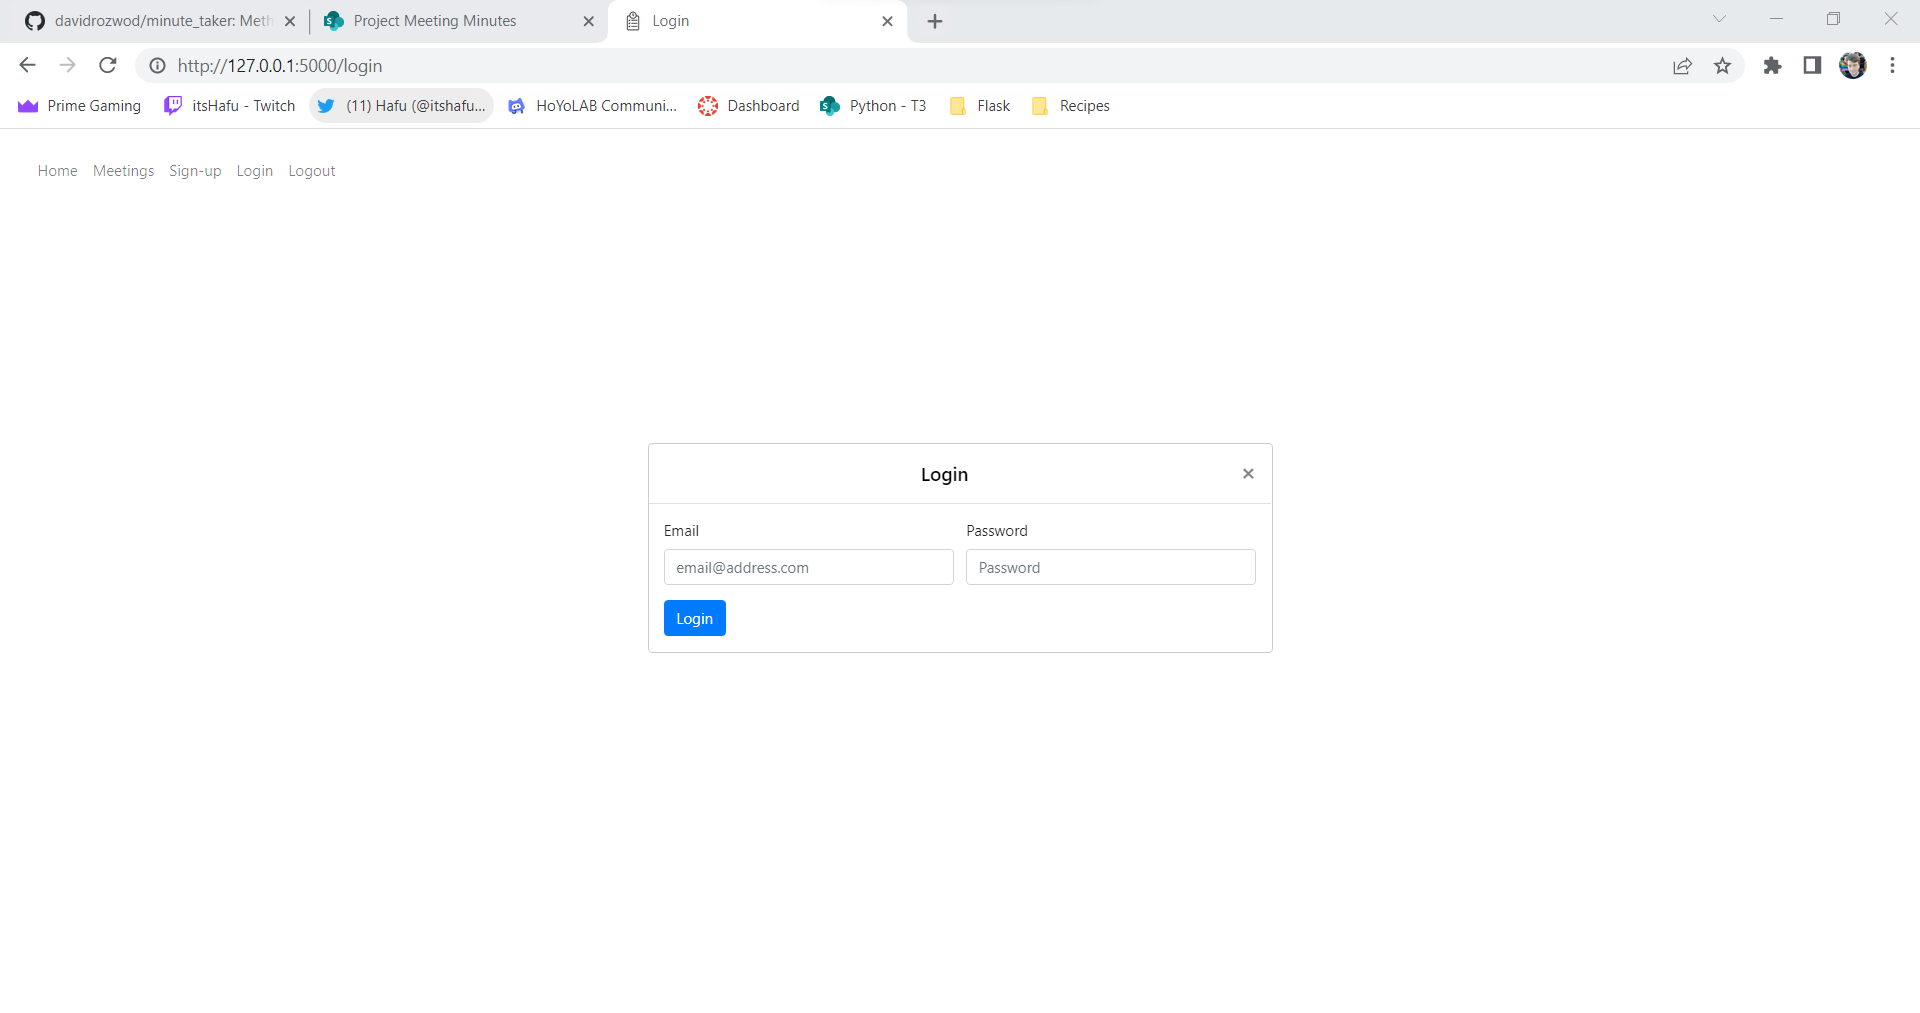 davidrozwod/minute_taker: Meth
Project Meeting Minutes
Login
http://127.0.0.1:5000/login
Prime Gaming
itsHafu - Twitch
(11) Hafu (@itshafu...
HoYoLAB Communi...
Dashboard
Python - T3
Flask
Recipes
Home Meetings Sign-up Login Logout
Login
Email Password
email@address.com Password
Login